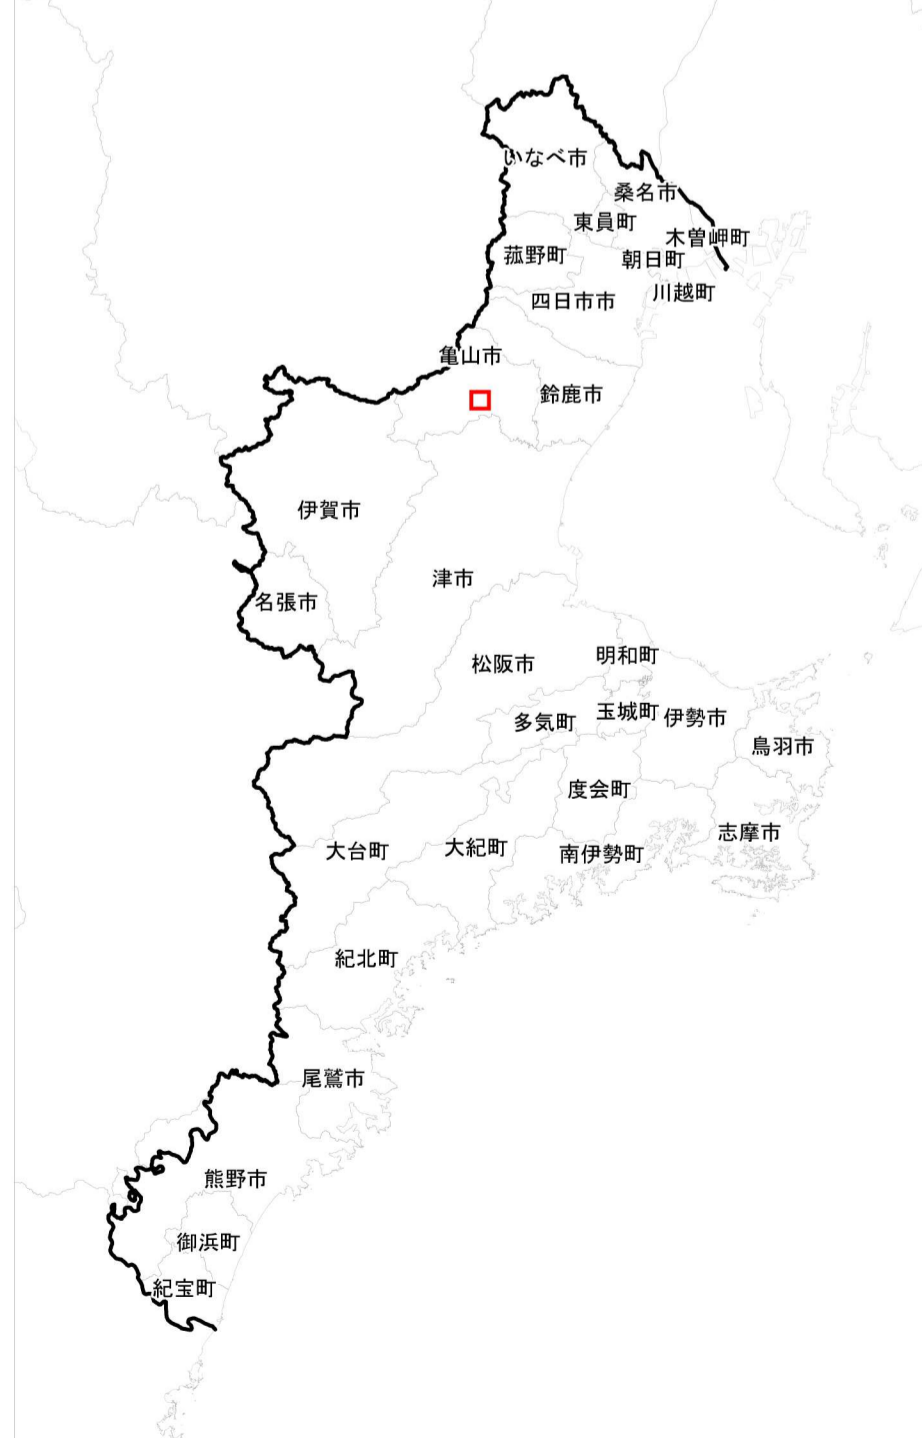 いなべ市
桑名市
東員町
木曽岬町
菰野町
朝日町
川越町
四日市市
亀山市
鈴鹿市
伊賀市
津市
名張市
明和町
松阪市
玉城町
伊勢市
多気町
鳥羽市
度会町
志摩市
大台町
大紀町
南伊勢町
紀北町
尾鷲市
熊野市
御浜町
紀宝町